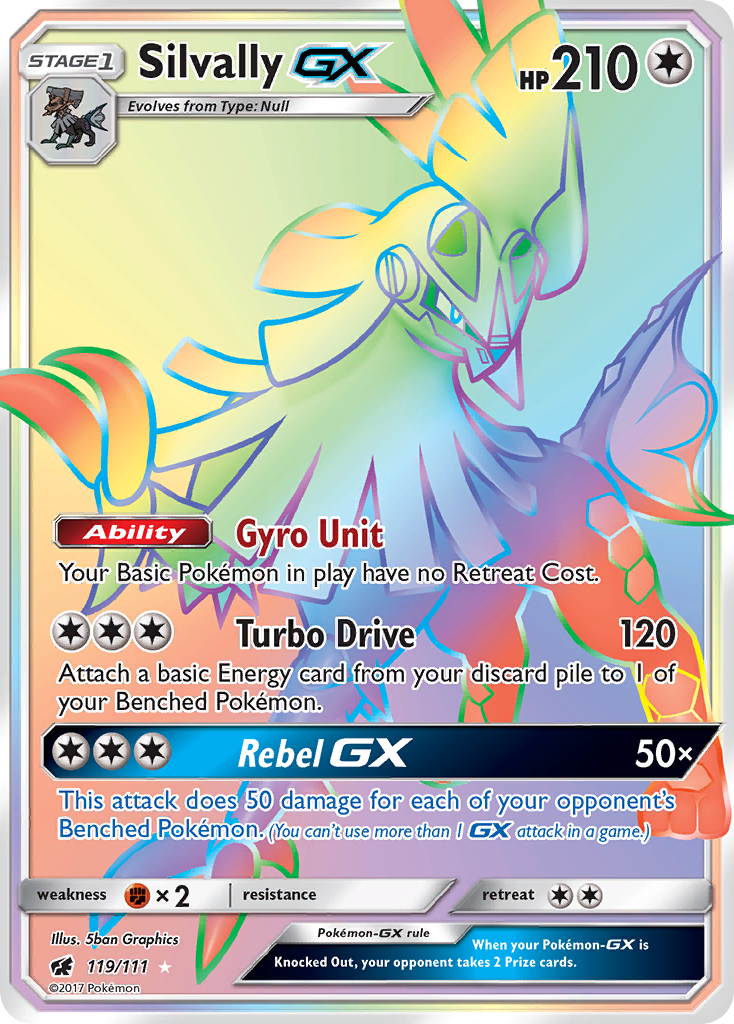 STAGE1 Silvally GX HP210
Evolves from Type: Null
Ability Gyro Unit
Your Basic Pokémon in play have no Retreat Cost.
Turbo Drive 120
Attach a basic Energy card from your discard pile to 1 of
your Benched Pokémon.
Rebel GX 50×
This attack does 50 damage for each of your opponent's
Benched Pokémon. (You can't use more than 1 GX attack in a game.)
weakness ×2 resistance retreat
Illus. 5ban Graphics
119/111
©2017 Pokémon
Pokémon-GX rule
When your Pokémon-GX is
Knocked Out, your opponent takes 2 Prize cards.